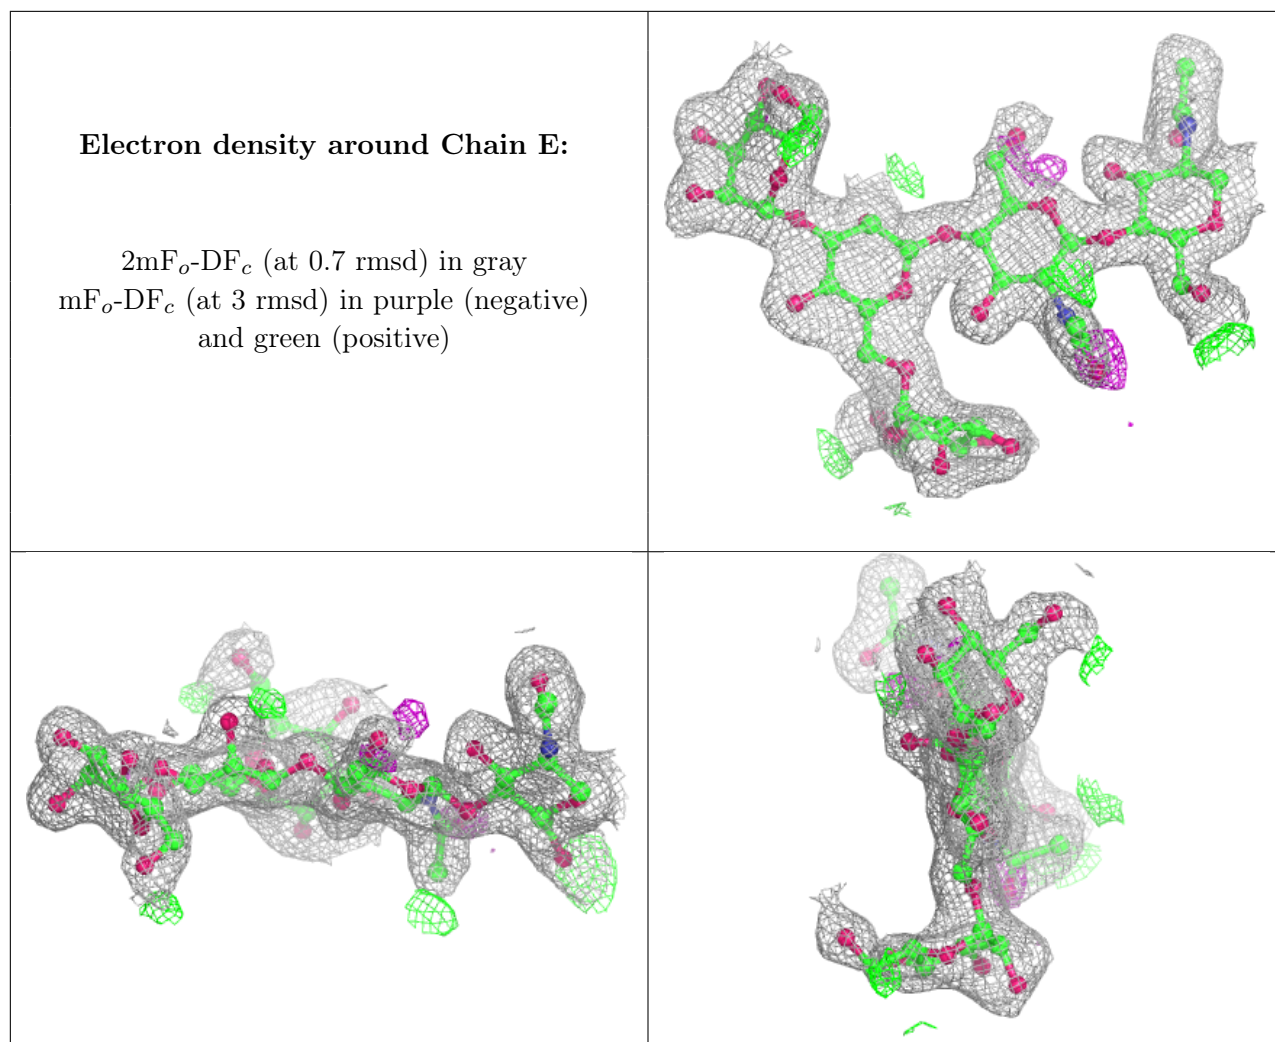 Electron density around Chain E:
2mFo-DFc (at 0.7 rmsd) in gray
mFo-DFc (at 3 rmsd) in purple (negative)
and green (positive)